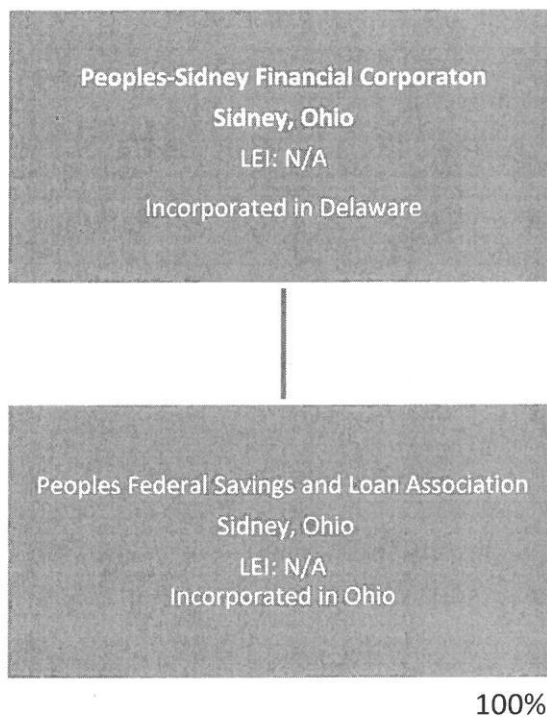 Peoples-Sidney Financial Corporaton
Sidney, Ohio
LEI: N/A
Incorporated in Delaware
Peoples Federal Savings and Loan Association
Sidney, Ohio
LEI: N/A
Incorporated in Ohio
100%